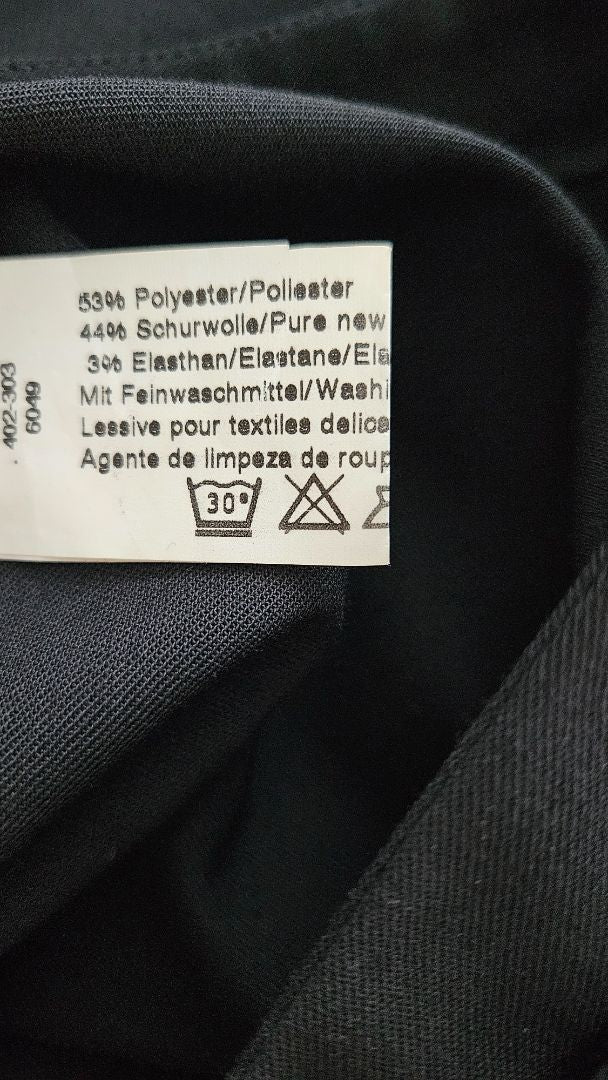 53% Polyester/Poliester
44% Schurwolle/Pure new
3% Elasthan/Elastane/Ela
Mit Feinwaschmittel/Washi
Lessive pour textiles delica
Agente de limpeza de roup
30°
402-303
6049